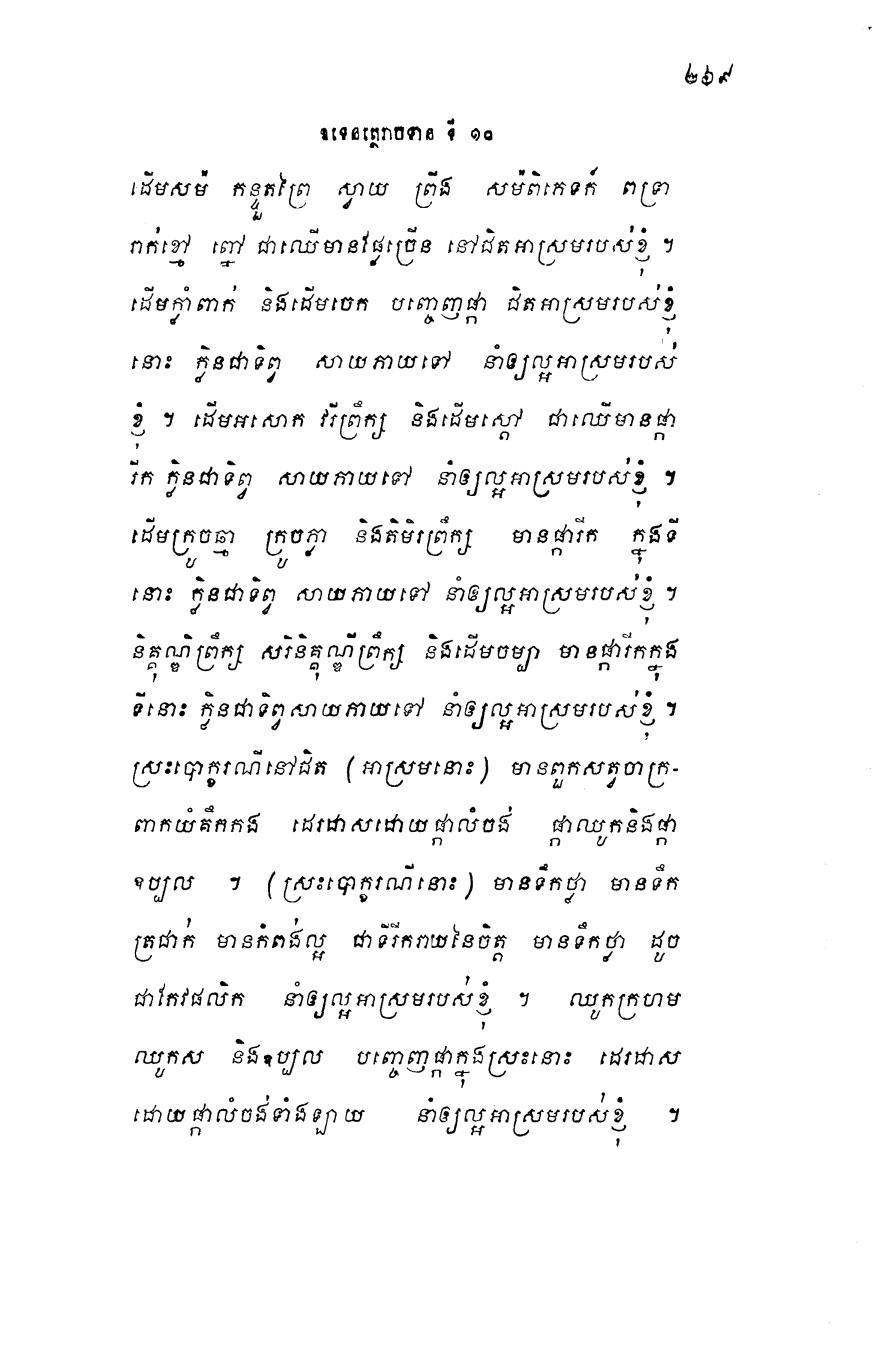 ២៦៩
ឧទេនត្ថេរាបទាន ទី ១០
ដើមសម៉ កន្ទួតព្រៃ ស្វាយ ព្រីង សម៉ពិភេទក៍ ពទ្រា
ពាក់ខ្មៅ ព្នៅ ជាឈើមានផ្លែច្រើន នៅជិតអាស្រមរបស់ខ្ញុំ ។
ដើមក្ទាំពាក់ និងដើមចេក បញ្ចេញផ្កា ជិតអាស្រមរបស់ខ្ញុំ
នោះ ក្លិនជាទិព្វ សាយភាយទៅ នាំឲ្យល្អអាស្រមរបស់
ខ្ញុំ ។ ដើមអសោក វរីព្រឹក្ស និងដើមស្តៅ ជាឈើមានផ្កា
រីក ក្លិនជាទិព្វ សាយភាយទៅ នាំឲ្យល្អអាស្រមរបស់ខ្ញុំ ។
ដើមក្រូចឆ្មា ក្រូចភ្លា និងតិមិរព្រឹក្ស មានផ្ការីក ក្នុងទី
នោះ ក្លិនជាទិព្វ សាយភាយទៅ នាំឲ្យល្អអាស្រមរបស់ខ្ញុំ ។
និគ្គុណ្ឌិព្រឹក្ស សរិនិគ្គុណ្ឌីព្រឹក្ស និងដើមចម្បា មានផ្ការីកក្នុង
ទីនោះ ក្លិនជាទិព្វសាយភាយទៅ នាំឲ្យល្អអាស្រមរបស់ខ្ញុំ ។
ស្រះបោក្ខរណីនៅជិត (អាស្រមនោះ) មានពួកសត្វចាក្រ-
ពាកយំគឹកកង ដេរដាសដោយផ្កាលំចង់ ផ្កាឈូកនិងផ្កា
ឧប្បល ។ (ស្រះបោក្ខរណីនោះ) មានទឹកថ្លា មានទឹក
ត្រជាក់ មានកំពង់ល្អ ជាទីរីករាយនៃចិត្ត មានទឹកថ្លា ដូច
ជាកែវផលិក នាំឲ្យល្អអាស្រមរបស់ខ្ញុំ ។ ឈូកក្រហម
ឈូកស និងឧប្បល បញ្ចេញផ្កាក្នុងស្រះនោះ ដេរដាស
ដោយផ្កាលំចង់ទាំងឡាយ នាំឲ្យល្អអាស្រមរបស់ខ្ញុំ ។